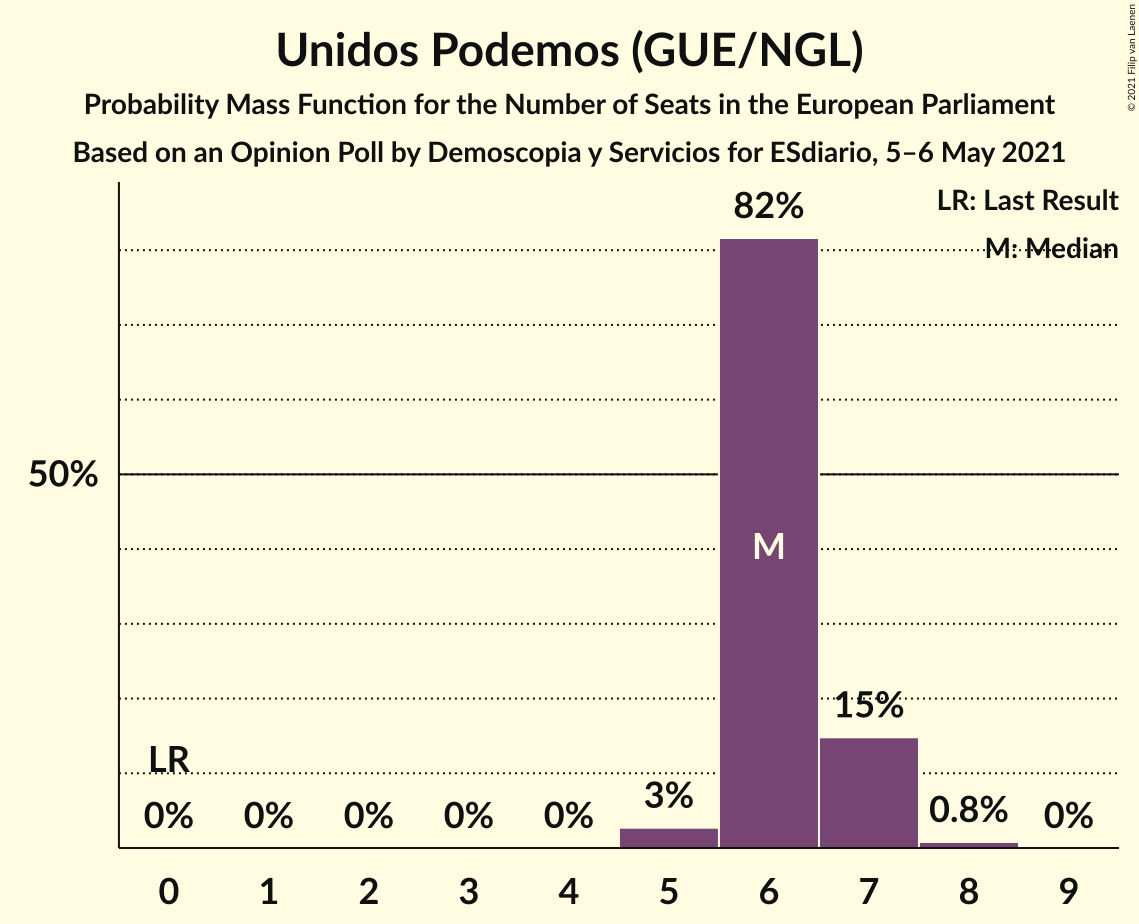 Unidos Podemos (GUE/NGL)
Probability Mass Function for the Number of Seats in the European Parliament
Based on an Opinion Poll by Demoscopia y Servicios for ESdiario, 5–6 May 2021
© 2021 Filip van Laenen
LR: Last Result
M: Median
82%
50%
M
15%
LR
3%
0% 0% 0% 0% 0% 0.8% 0%
0 1 2 3 4 5 6 7 8 9